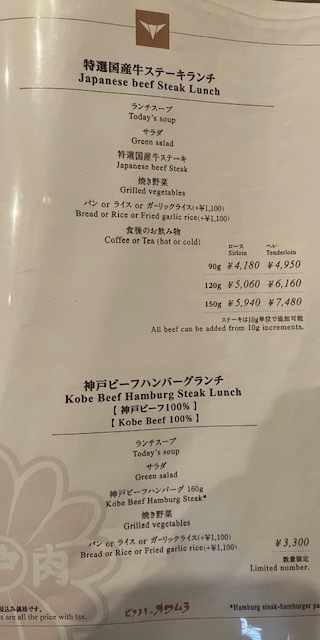 特選国産牛ステーキランチ
Japanese beef Steak Lunch
ランチスープ
Today's soup
サラダ
Green salad
特選国産牛ステーキ
Japanese beef Steak
焼き野菜
Grilled vegetables
パン or ライス or ガーリックライス(+¥1,100)
Bread or Rice or Fried garlic rice(+¥1,100)
食後のお飲み物
Coffee or Tea (hot or cold)
ロース ヘレ
Sirloin Tenderloin
90g ¥4,180 ¥4,950
120g ¥5,060 ¥6,160
150g ¥5,940 ¥7,480
ステーキは10g単位で追加可能
All beef can be added from 10g increments.
神戸ビーフハンバーグランチ
Kobe Beef Hamburg Steak Lunch
【神戸ビーフ100%】
【Kobe Beef 100%】
ランチスープ
Today's soup
サラダ
Green salad
神戸ビーフハンバーグ 160g
Kobe Beef Hamburg Steak*
焼き野菜
Grilled vegetables
パン or ライス or ガーリックライス(+¥1,100)
Bread or Rice or Fried garlic rice(+¥1,100)
¥3,300
数量限定
Limited number.
肉
税込み価格です。
s are all the price with tax.
ビフテキのカワムラ
*Hamburg steak-hamburger pa